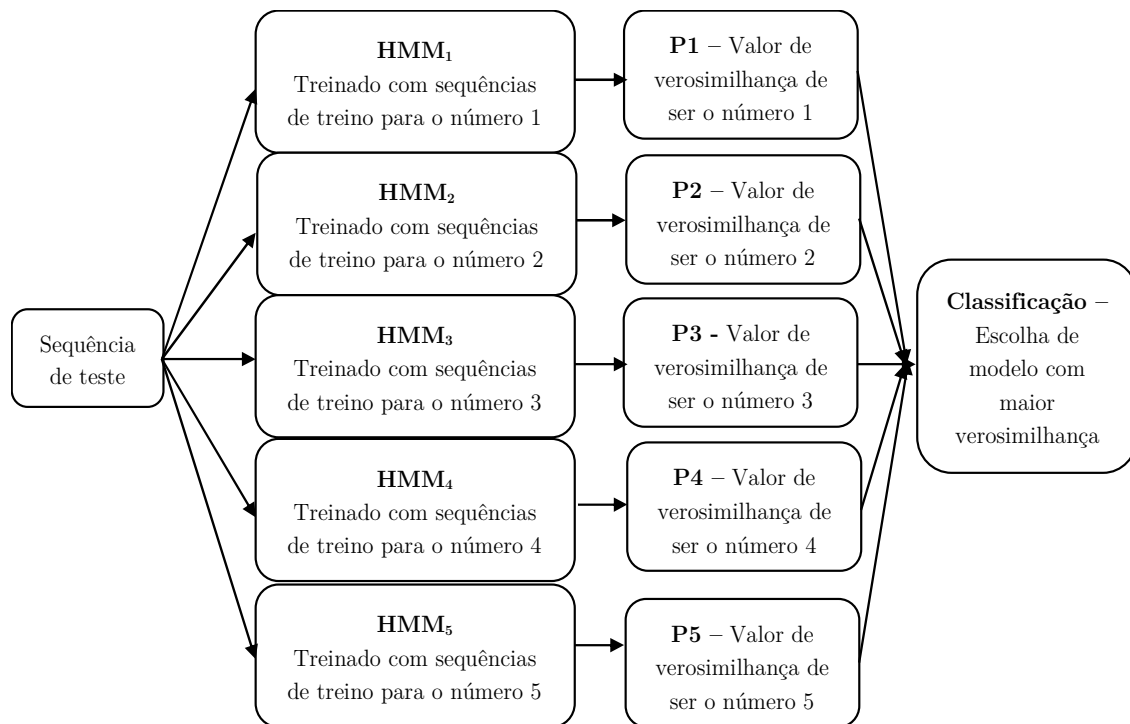 Sequência
de teste
HMM₁
Treinado com sequências
de treino para o número 1
HMM₂
Treinado com sequências
de treino para o número 2
HMM₃
Treinado com sequências
de treino para o número 3
HMM₄
Treinado com sequências
de treino para o número 4
HMM₅
Treinado com sequências
de treino para o número 5
P1 – Valor de
verosimilhança de
ser o número 1
P2 – Valor de
verosimilhança de
ser o número 2
P3 - Valor de
verosimilhança de
ser o número 3
P4 – Valor de
verosimilhança de
ser o número 4
P5 – Valor de
verosimilhança de
ser o número 5
Classificação –
Escolha de
modelo com
maior
verosimilhança